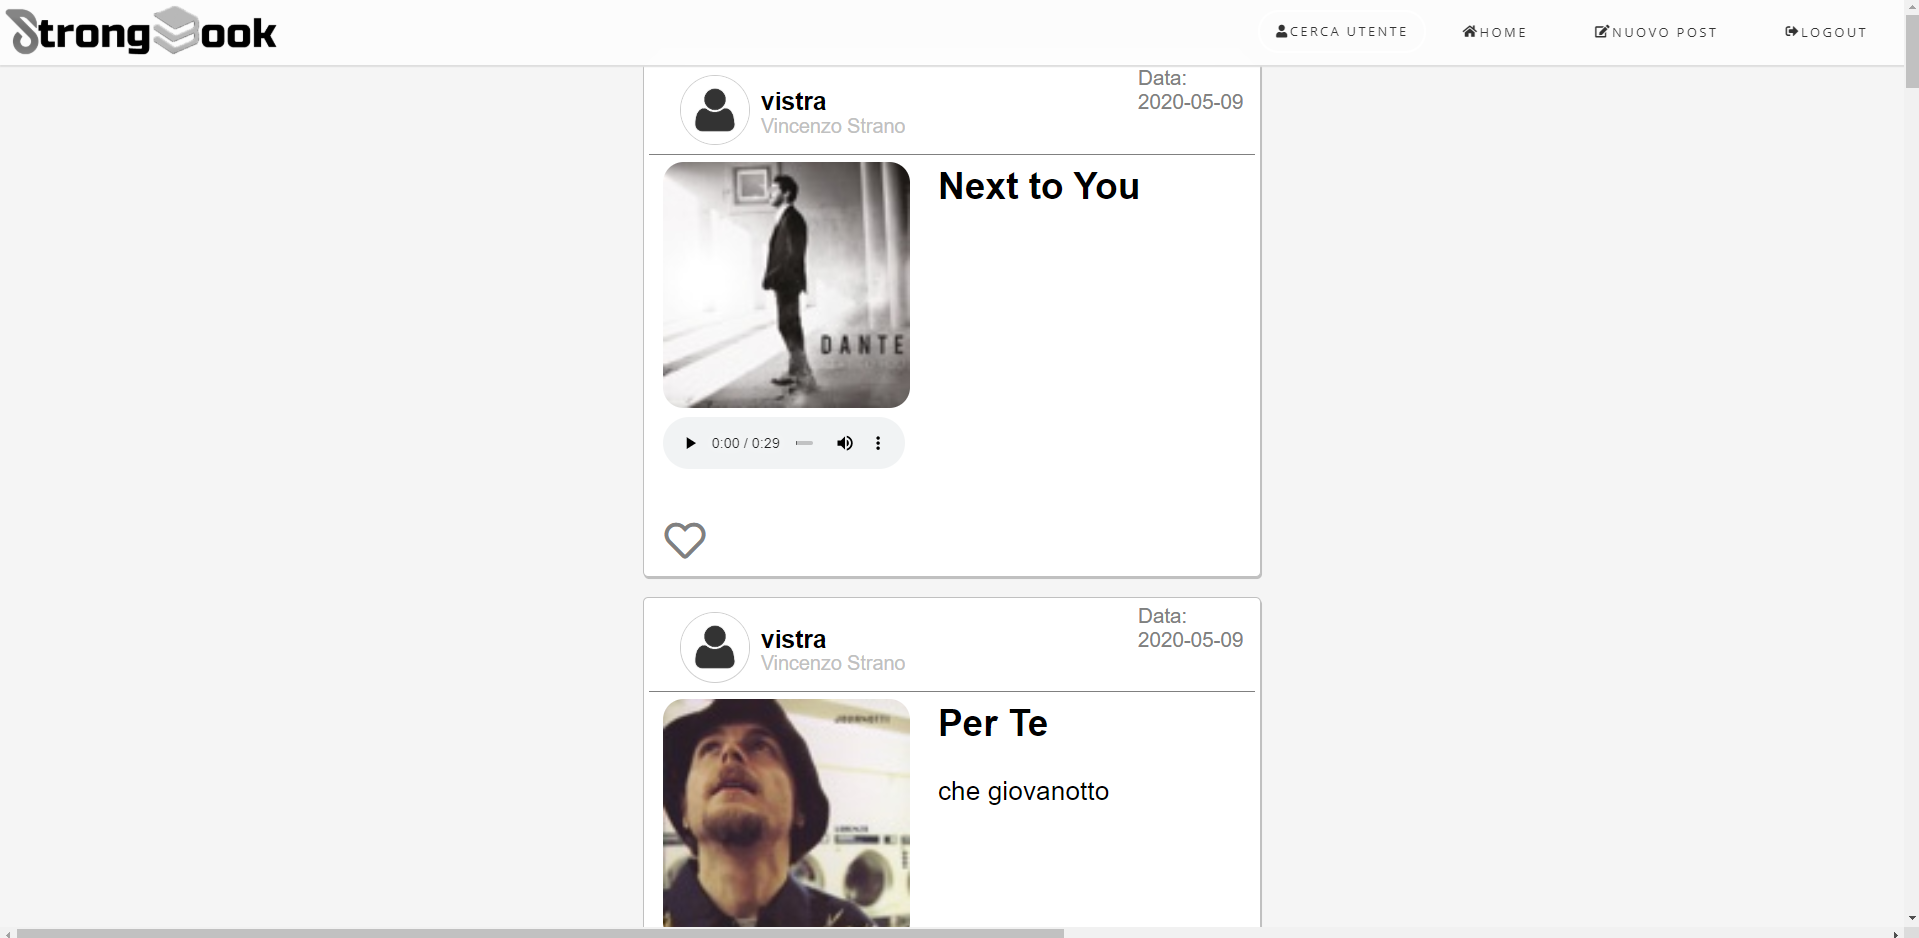 StrongBook
CERCA UTENTE
HOME
NUOVO POST
LOGOUT
vistra
Vincenzo Strano
Data:
2020-05-09
Next to You
DANTE
0:00 / 0:29
vistra
Vincenzo Strano
Data:
2020-05-09
Per Te
che giovanotto